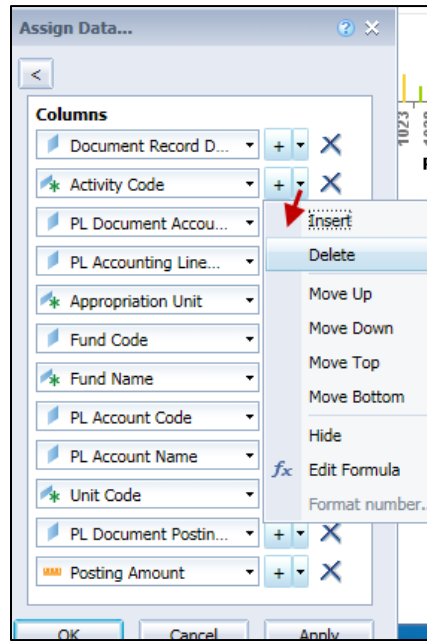 Assign Data...
<
Columns
Document Record D...
Activity Code
PL Document Accou...
PL Accounting Line...
Appropriation Unit
Fund Code
Fund Name
PL Account Code
PL Account Name
Unit Code
PL Document Postin...
Posting Amount
Insert
Delete
Move Up
Move Down
Move Top
Move Bottom
Hide
fx Edit Formula
Format number..
OK Cancel Apply
1023